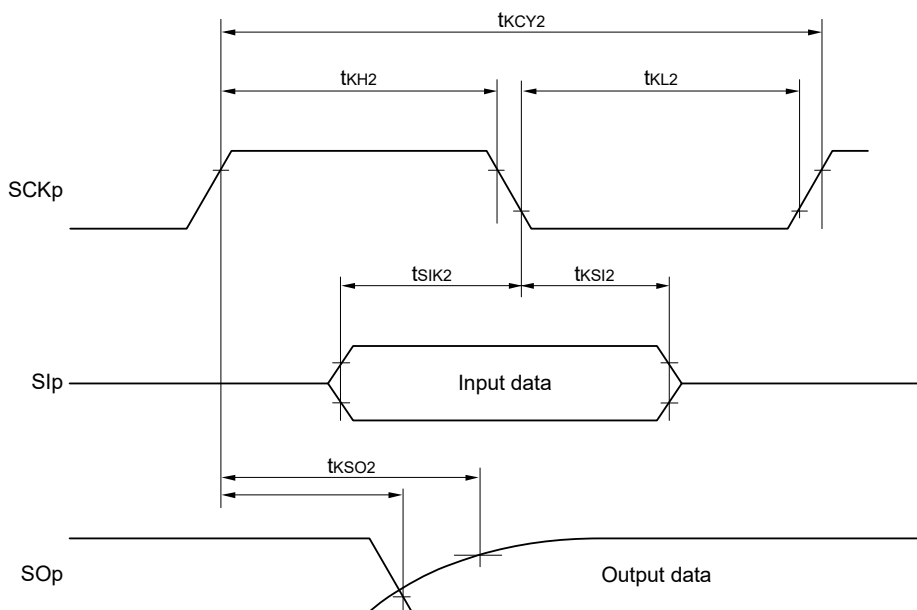 tKCY2
tKH2
tKL2
SCKp
tSIK2
tKSI2
SIp
Input data
tKSO2
SOp
Output data